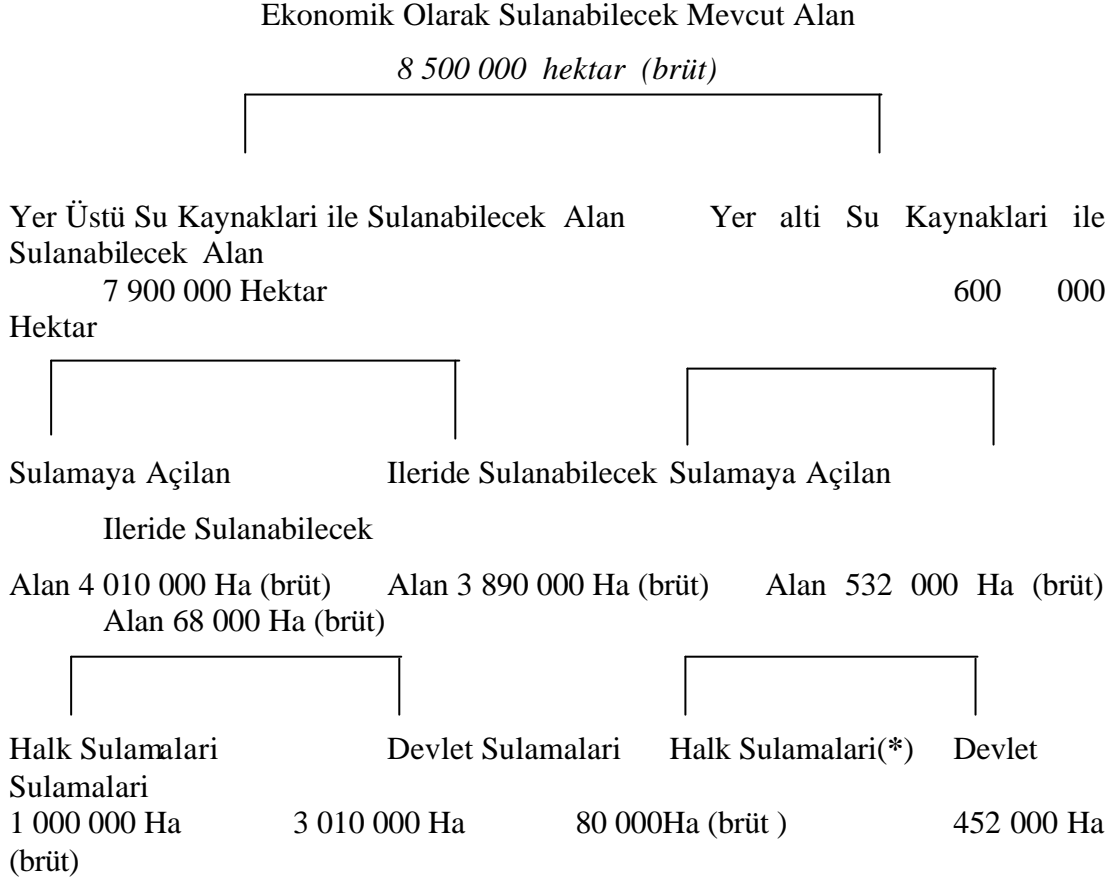 Ekonomik Olarak Sulanabilecek Mevcut Alan
8 500 000 hektar (brüt)
Yer Üstü Su Kaynaklari ile Sulanabilecek Alan Yer alti Su Kaynaklari ile
Sulanabilecek Alan
7 900 000 Hektar 600 000
Hektar
Sulamaya Açilan Ileride Sulanabilecek Sulamaya Açilan
Ileride Sulanabilecek
Alan 4 010 000 Ha (brüt) Alan 3 890 000 Ha (brüt) Alan 532 000 Ha (brüt)
Alan 68 000 Ha (brüt)
Halk Sulamalari Devlet Sulamalari Halk Sulamalari(*) Devlet
Sulamalari
1 000 000 Ha 3 010 000 Ha 80 000Ha (brüt ) 452 000 Ha
(brüt)